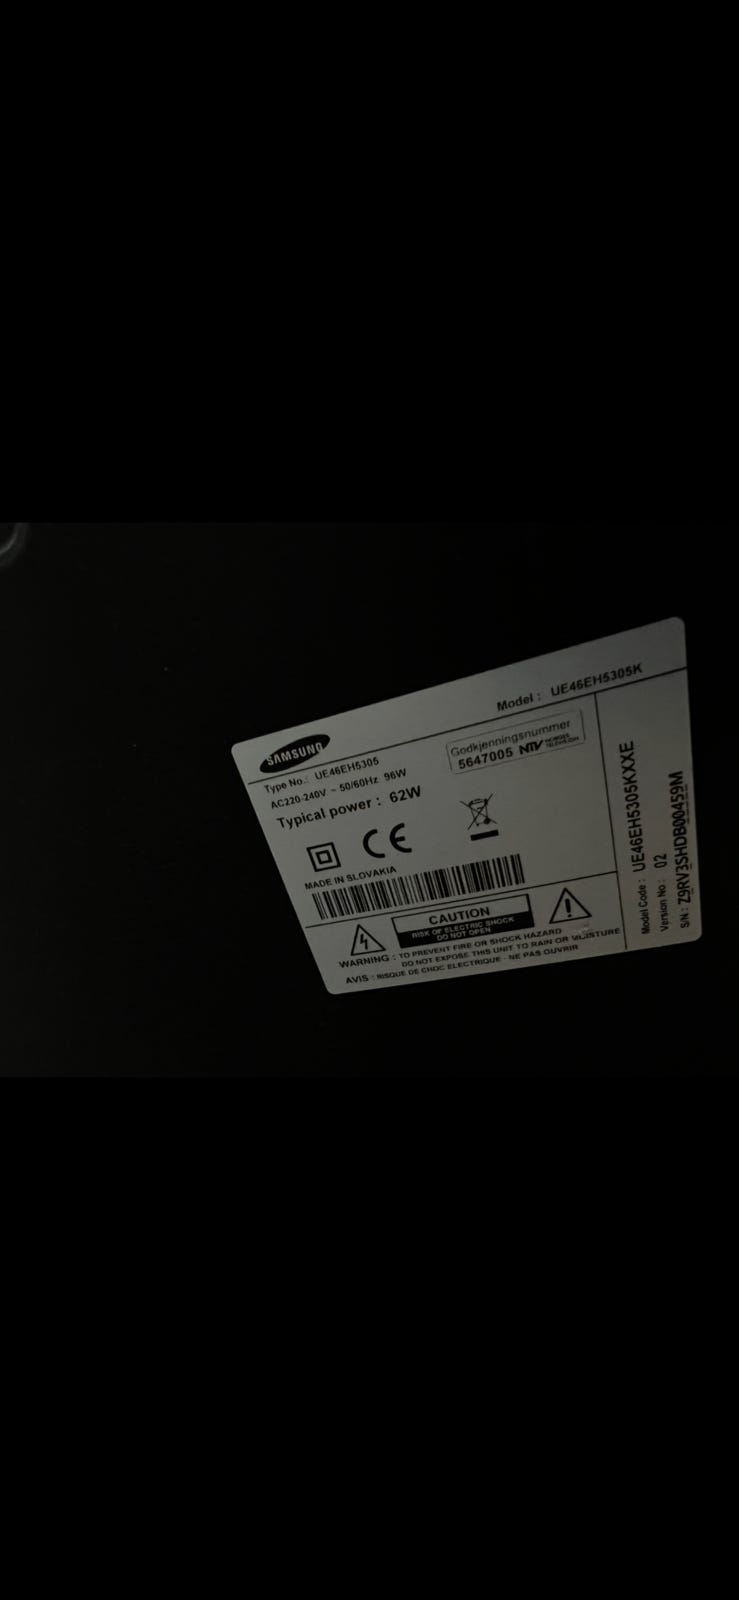 SAMSUNG
Model : UE46EH5305K
Type No.: UE46EH5305
AC220-240V ~ 50/60Hz 96W
Typical power : 62W
Godkjenningsnummer
5647005 NTV NORGES TELEVISJON
MADE IN SLOVAKIA
CAUTION
RISK OF ELECTRIC SHOCK
DO NOT OPEN
WARNING : TO PREVENT FIRE OR SHOCK HAZARD
DO NOT EXPOSE THIS UNIT TO RAIN OR MOISTURE
AVIS : RISQUE DE CHOC ELECTRIQUE - NE PAS OUVRIR
Model Code : UE46EH5305KXXE
Version No : 02
S/N : Z9RV3SHDB00459M